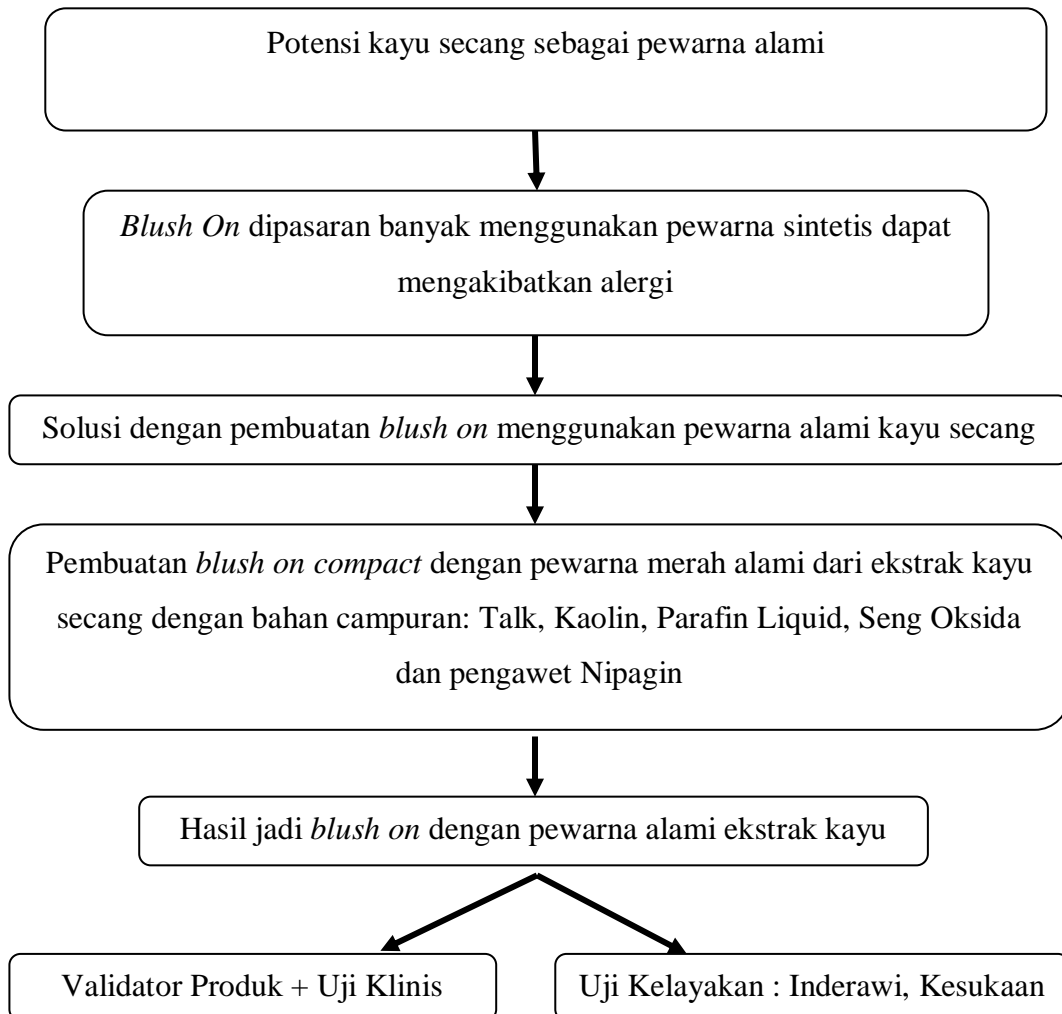 Potensi kayu secang sebagai pewarna alami
Blush On dipasaran banyak menggunakan pewarna sintetis dapat
mengakibatkan alergi
Solusi dengan pembuatan blush on menggunakan pewarna alami kayu secang
Pembuatan blush on compact dengan pewarna merah alami dari ekstrak kayu
secang dengan bahan campuran: Talk, Kaolin, Parafin Liquid, Seng Oksida
dan pengawet Nipagin
Hasil jadi blush on dengan pewarna alami ekstrak kayu
Validator Produk + Uji Klinis
Uji Kelayakan : Inderawi, Kesukaan